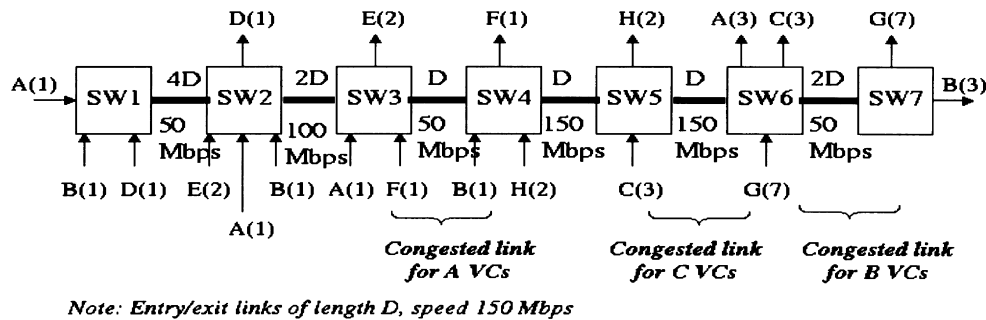 D(1) E(2) F(1) H(2) A(3) C(3) G(7)
A(1) SW1 4D SW2 2D SW3 D SW4 D SW5 D SW6 2D SW7 B(3)
50 Mbps 100 Mbps 50 Mbps 150 Mbps 150 Mbps 50 Mbps
B(1) D(1) E(2) B(1) A(1) F(1) B(1) H(2) C(3) G(7)
A(1)
Congested link for A VCs
Congested link for C VCs
Congested link for B VCs
Note: Entry/exit links of length D, speed 150 Mbps